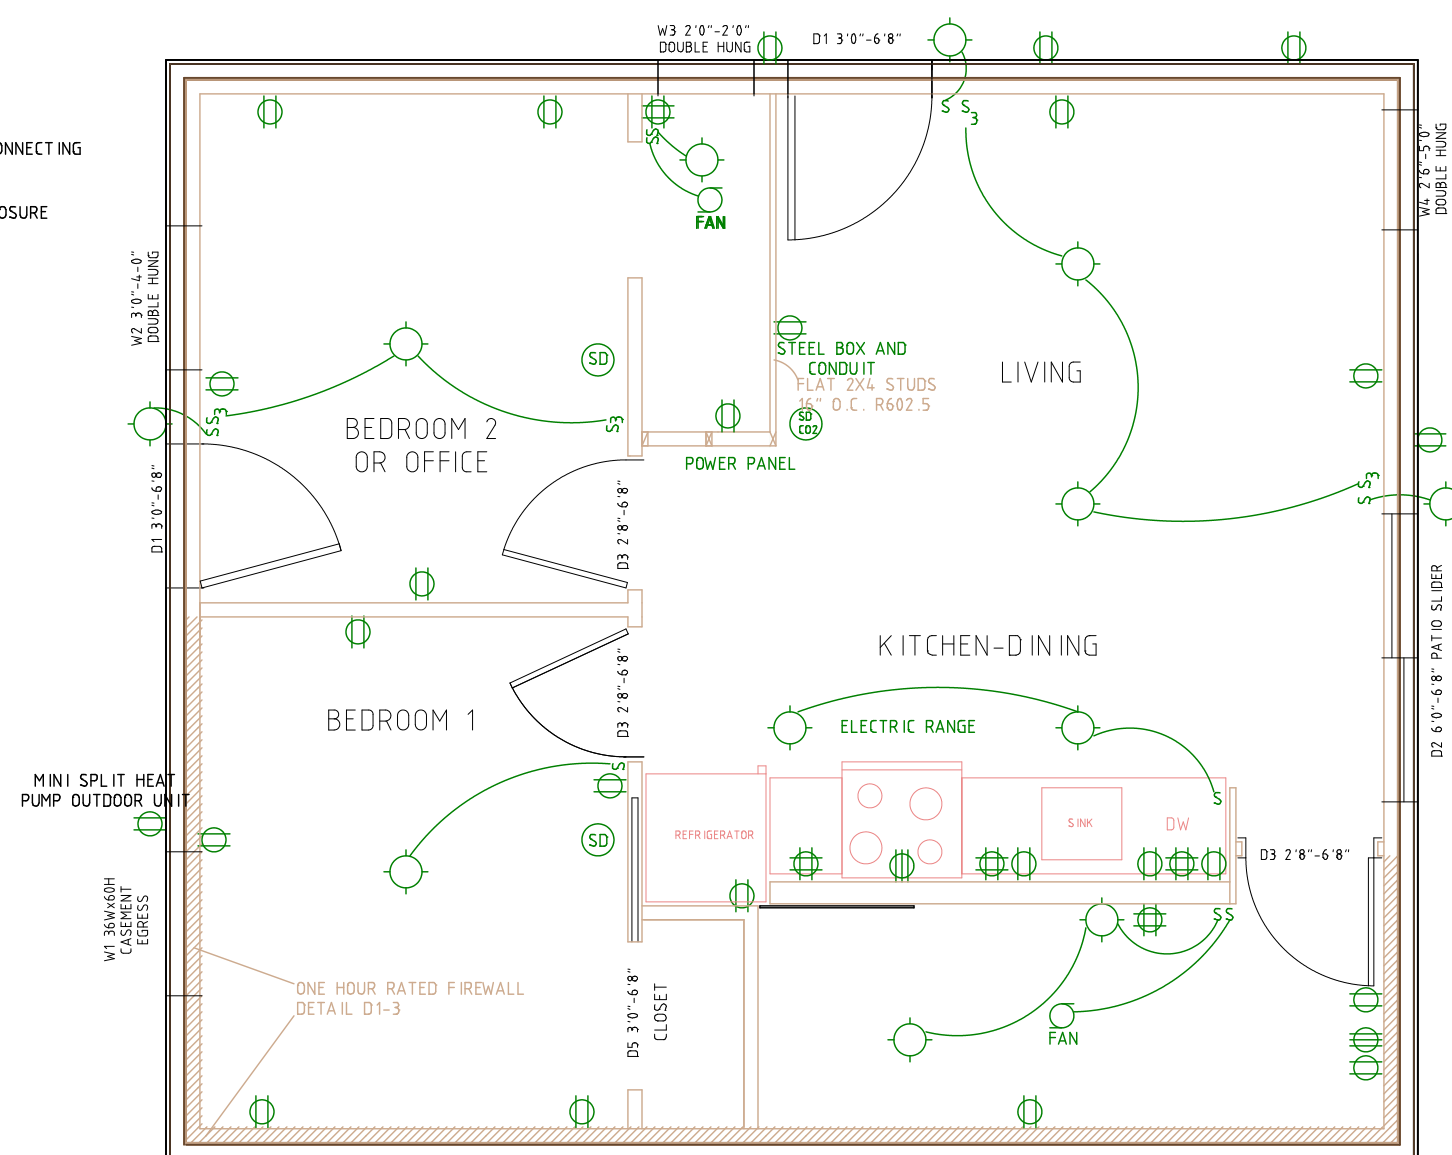 W3 2'0"-2'0"
DOUBLE HUNG
D1 3'0"-6'8"
S S3
ONNECTING
OSURE
SS
FAN
W4 2'6"-5'0"
DOUBLE HUNG
W2 3'0"-4-0"
DOUBLE HUNG
STEEL BOX AND
CONDUIT
FLAT 2X4 STUDS
16" O.C. R602.5
SD
LIVING
SD
CO2
S S3
S3
BEDROOM 2
OR OFFICE
POWER PANEL
S S3
D1 3'0"-6'8"
D3 2'8"-6'8"
D2 6'0"-6'8" PATIO SLIDER
KITCHEN-DINING
BEDROOM 1
D3 2'8"-6'8"
ELECTRIC RANGE
S
MINI SPLIT HEAT
PUMP OUTDOOR UNIT
S
REFRIGERATOR
SINK
DW
SD
D3 2'8"-6'8"
W1 36Wx60H
CASEMENT
EGRESS
SS
ONE HOUR RATED FIREWALL
DETAIL D1-3
D5 3'0"-6'8"
CLOSET
FAN